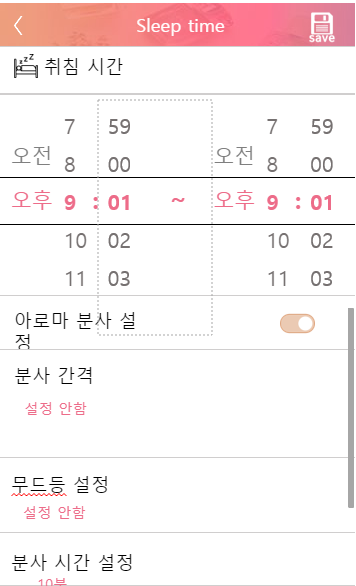 Sleep time
save
취침 시간
7 59 7 59
오전 8 00 오전 8 00
오후 9 : 01 ~ 오후 9 : 01
10 02 10 02
11 03 11 03
아로마 분사 설
정
분사 간격
설정 안함
무드등 설정
설정 안함
분사 시간 설정
10분